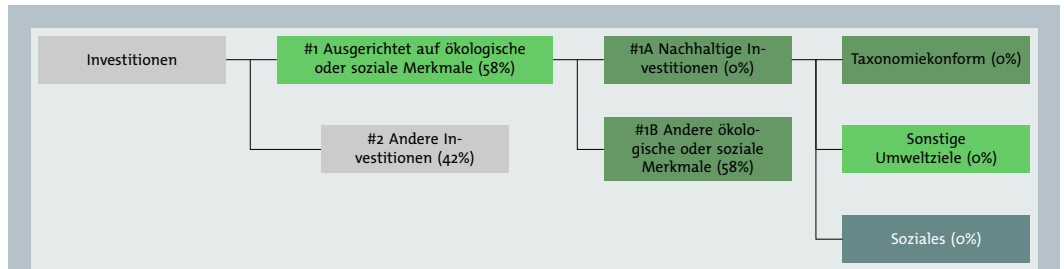 Investitionen
#1 Ausgerichtet auf ökologische
oder soziale Merkmale (58%)
#2 Andere In-
vestitionen (42%)
#1A Nachhaltige In-
vestitionen (0%)
#1B Andere ökolo-
gische oder soziale
Merkmale (58%)
Taxonomiekonform (0%)
Sonstige
Umweltziele (0%)
Soziales (0%)